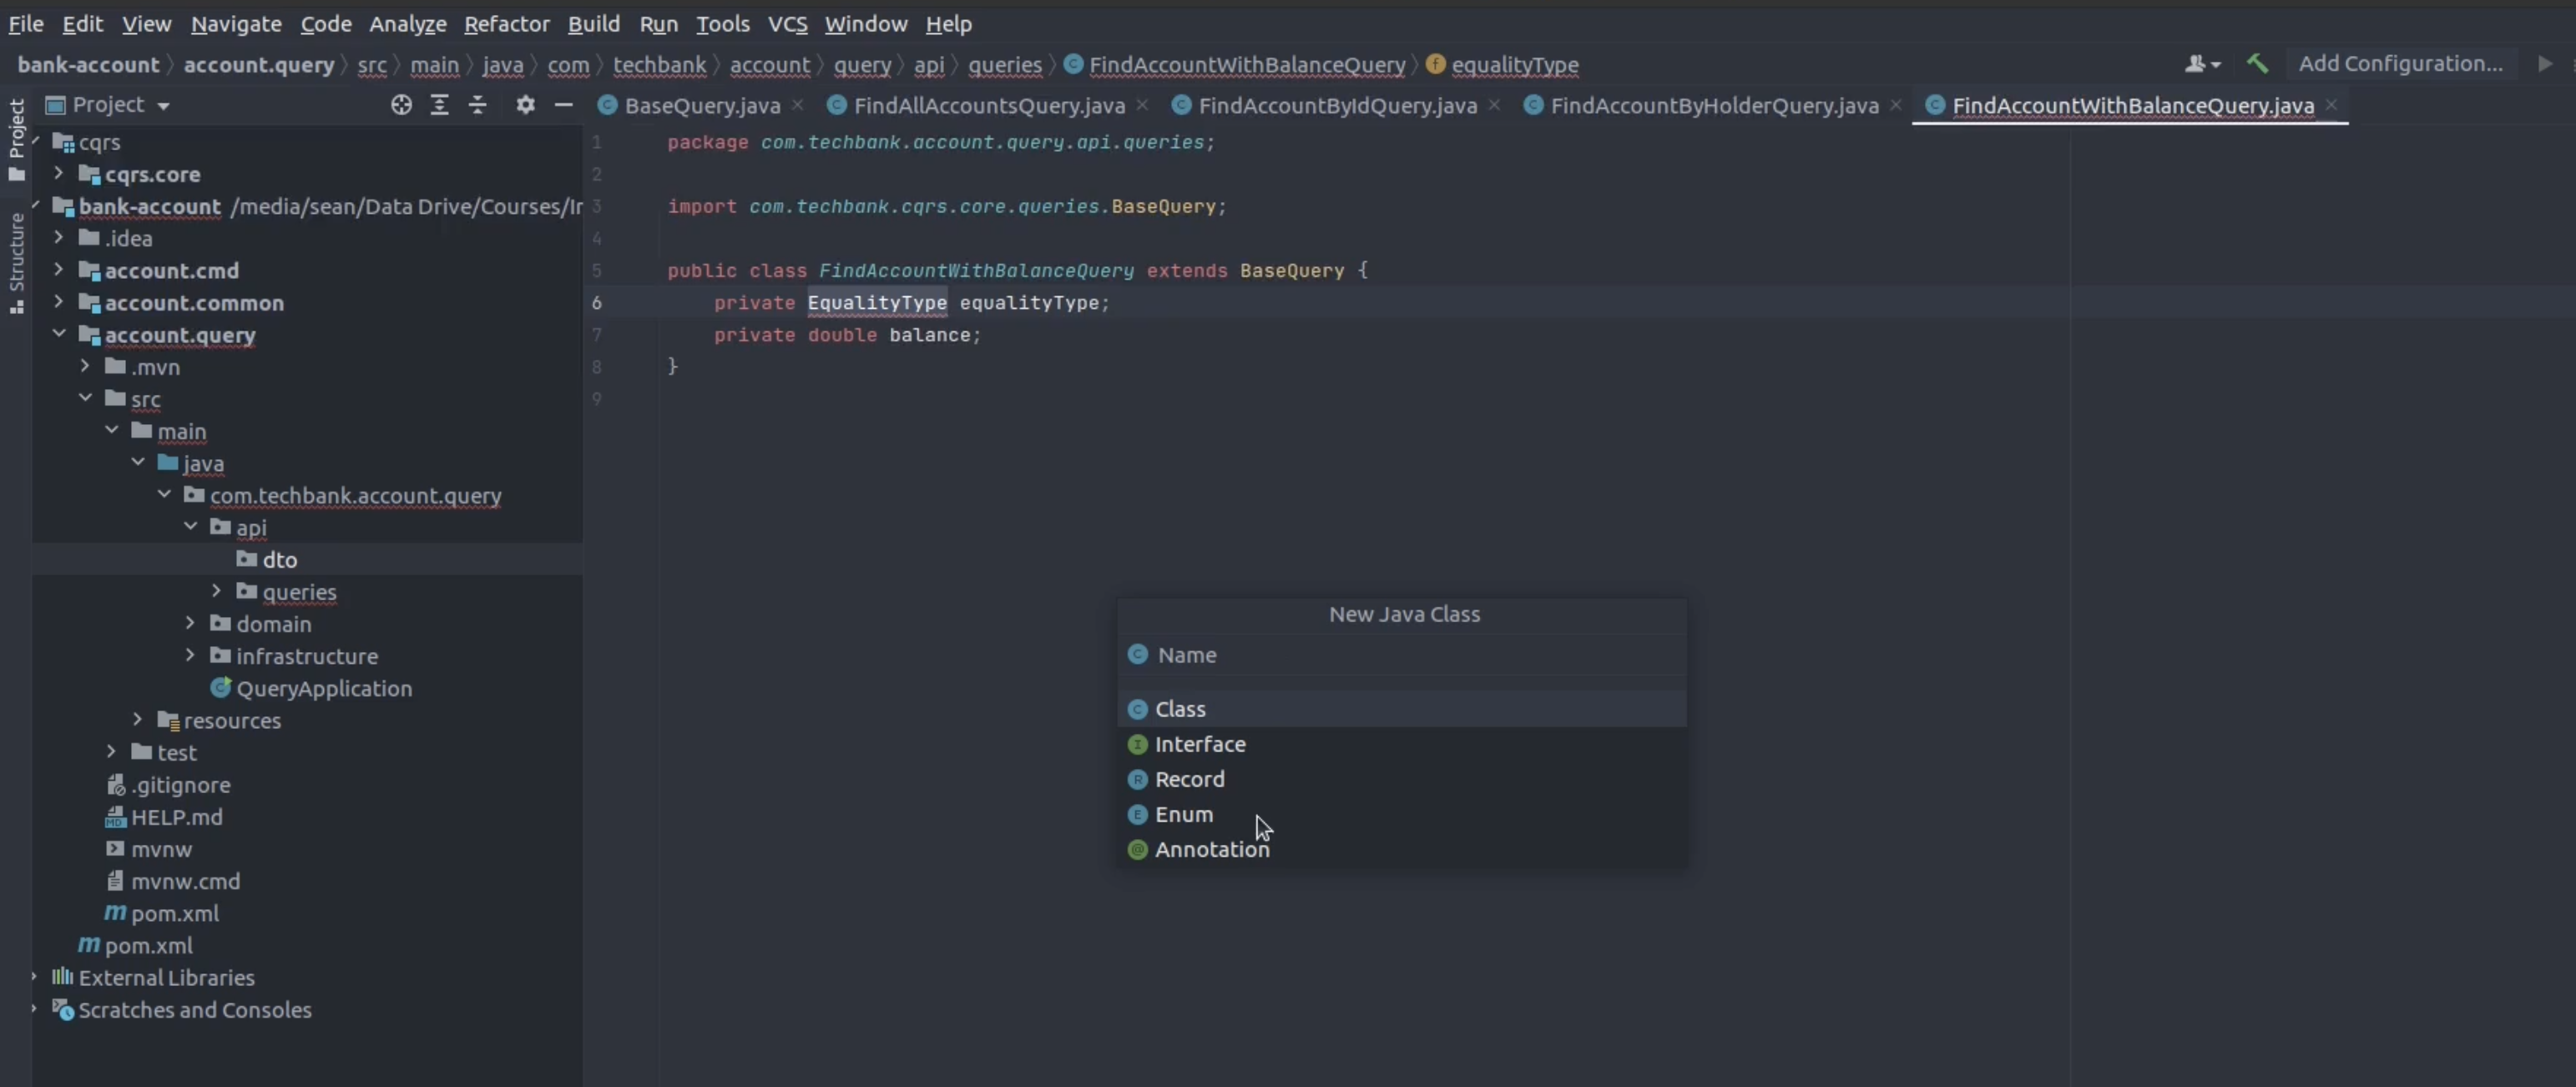 File Edit View Navigate Code Analyze Refactor Build Run Tools VCS Window Help
bank-account account.query src main java com techbank account query api queries FindAccountWithBalanceQuery equalityType
Add Configuration...
Project
BaseQuery.java FindAllAccountsQuery.java FindAccountByIdQuery.java FindAccountByHolderQuery.java FindAccountWithBalanceQuery.java
Project
Structure
cqrs
cqrs.core
bank-account /media/sean/Data Drive/Courses/Ir
.idea
account.cmd
account.common
account.query
.mvn
src
main
java
com.techbank.account.query
api
dto
queries
domain
infrastructure
QueryApplication
resources
test
.gitignore
HELP.md
mvnw
mvnw.cmd
pom.xml
pom.xml
External Libraries
Scratches and Consoles
1 package com.techbank.account.query.api.queries;
2
3 import com.techbank.cqrs.core.queries.BaseQuery;
4
5 public class FindAccountWithBalanceQuery extends BaseQuery {
6 private EqualityType equalityType;
7 private double balance;
8 }
9
New Java Class
Name
Class
Interface
Record
Enum
Annotation